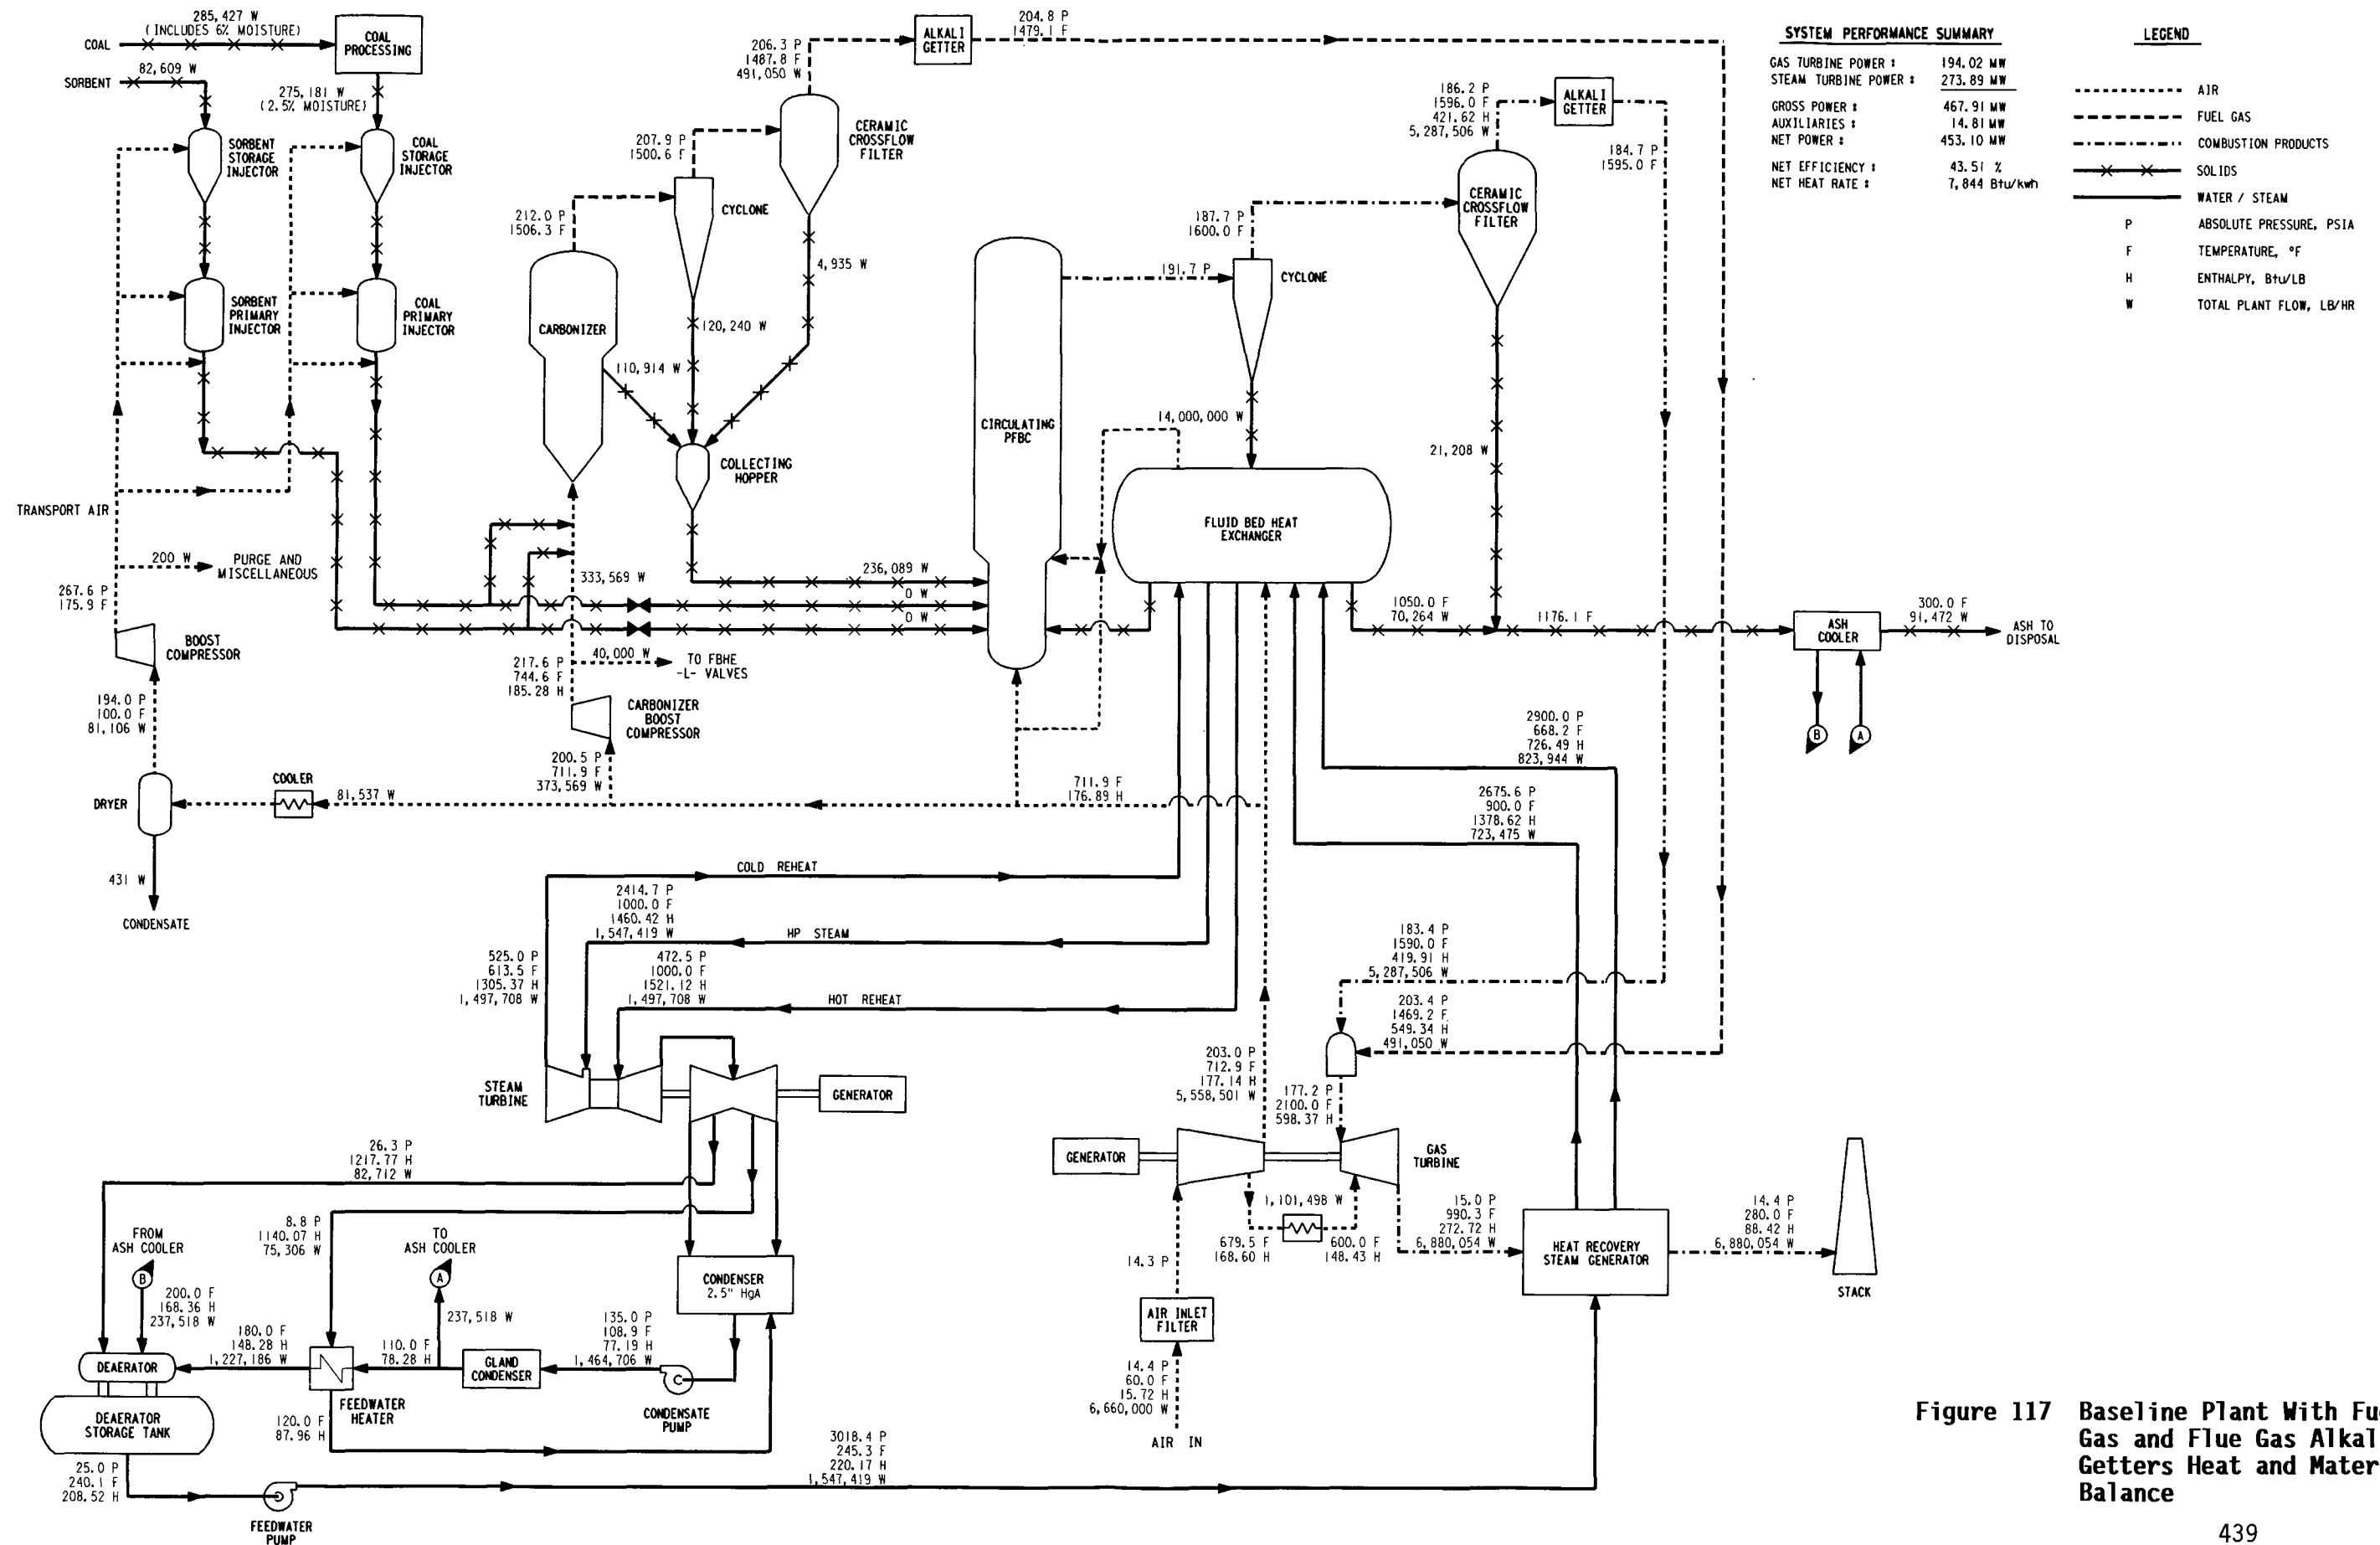 285,427 W
(INCLUDES 6% MOISTURE)
COAL
COAL
PROCESSING
SORBENT
82,609 W
275,181 W
(2.5% MOISTURE)
SORBENT
STORAGE
INJECTOR
COAL
STORAGE
INJECTOR
SORBENT
PRIMARY
INJECTOR
COAL
PRIMARY
INJECTOR
TRANSPORT AIR
200 W
PURGE AND
MISCELLANEOUS
267.6 P
175.9 F
BOOST
COMPRESSOR
194.0 P
100.0 F
81,106 W
DRYER
COOLER
81,537 W
431 W
CONDENSATE
212.0 P
1506.3 F
CARBONIZER
207.9 P
1500.6 F
CYCLONE
206.3 P
1487.8 F
491,050 W
CERAMIC
CROSSFLOW
FILTER
ALKALI
GETTER
204.8 P
1479.1 F
4,935 W
120,240 W
110,914 W
COLLECTING
HOPPER
333,569 W
236,089 W
0 W
0 W
40,000 W
TO FBHE
-L- VALVES
217.6 P
744.6 F
185.28 H
CARBONIZER
BOOST
COMPRESSOR
200.5 P
711.9 F
373,569 W
CIRCULATING
PFBC
191.7 P
187.7 P
1600.0 F
CYCLONE
14,000,000 W
FLUID BED HEAT
EXCHANGER
711.9 F
176.89 H
186.2 P
1596.0 F
421.62 H
5,287,506 W
ALKALI
GETTER
184.7 P
1595.0 F
CERAMIC
CROSSFLOW
FILTER
21,208 W
1050.0 F
70,264 W
1176.1 F
ASH
COOLER
300.0 F
91,472 W
ASH TO
DISPOSAL
B
A
2900.0 P
668.2 F
726.49 H
823,944 W
2675.6 P
900.0 F
1378.62 H
723,475 W
SYSTEM PERFORMANCE SUMMARY
GAS TURBINE POWER : 194.02 MW
STEAM TURBINE POWER : 273.89 MW
GROSS POWER : 467.91 MW
AUXILIARIES : 14.81 MW
NET POWER : 453.10 MW
NET EFFICIENCY : 43.51 %
NET HEAT RATE : 7,844 Btu/kwh
LEGEND
AIR
FUEL GAS
COMBUSTION PRODUCTS
SOLIDS
WATER / STEAM
P ABSOLUTE PRESSURE, PSIA
F TEMPERATURE, °F
H ENTHALPY, Btu/LB
W TOTAL PLANT FLOW, LB/HR
COLD REHEAT
2414.7 P
1000.0 F
1460.42 H
1,547,419 W
HP STEAM
525.0 P
613.5 F
1305.37 H
1,497,708 W
472.5 P
1000.0 F
1521.12 H
1,497,708 W
HOT REHEAT
STEAM
TURBINE
GENERATOR
183.4 P
1590.0 F
419.91 H
5,287,506 W
203.4 P
1469.2 F
549.34 H
491,050 W
203.0 P
712.9 F
177.14 H
5,558,501 W
177.2 P
2100.0 F
598.37 H
GENERATOR
GAS
TURBINE
1,101,498 W
679.5 F
168.60 H
600.0 F
148.43 H
15.0 P
990.3 F
272.72 H
6,880,054 W
HEAT RECOVERY
STEAM GENERATOR
14.4 P
280.0 F
88.42 H
6,880,054 W
STACK
14.3 P
AIR INLET
FILTER
14.4 P
60.0 F
15.72 H
6,660,000 W
AIR IN
26.3 P
1217.77 H
82,712 W
8.8 P
1140.07 H
75,306 W
FROM
ASH COOLER
B
200.0 F
168.36 H
237,518 W
TO
ASH COOLER
A
237,518 W
CONDENSER
2.5" HgA
135.0 P
108.9 F
77.19 H
1,464,706 W
GLAND
CONDENSER
CONDENSATE
PUMP
110.0 F
78.28 H
180.0 F
148.28 H
1,227,186 W
FEEDWATER
HEATER
120.0 F
87.96 H
DEAERATOR
DEAERATOR
STORAGE TANK
25.0 P
240.1 F
208.52 H
FEEDWATER
PUMP
3018.4 P
245.3 F
220.17 H
1,547,419 W
Figure 117 Baseline Plant With Fu
Gas and Flue Gas Alkal
Getters Heat and Mater
Balance
439